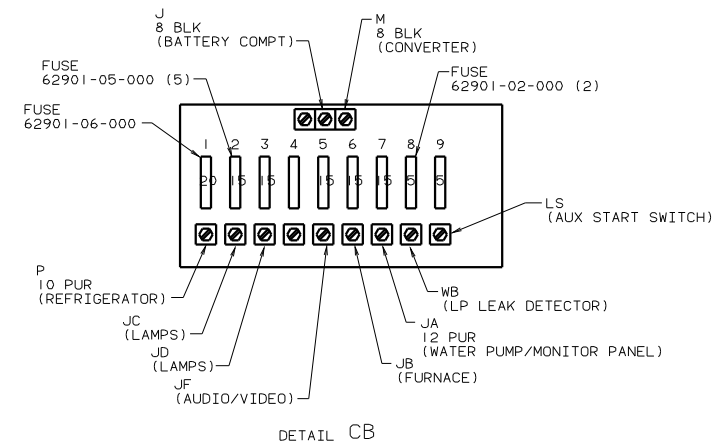 J
8 BLK
(BATTERY COMPT)
M
8 BLK
(CONVERTER)
FUSE
62901-05-000 (5)
FUSE
62901-02-000 (2)
FUSE
62901-06-000
1 2 3 4 5 6 7 8 9
20 15 15 15 15 15 5 5
LS
(AUX START SWITCH)
P
10 PUR
(REFRIGERATOR)
WB
(LP LEAK DETECTOR)
JC
(LAMPS)
JA
12 PUR
(WATER PUMP/MONITOR PANEL)
JD
(LAMPS)
JB
(FURNACE)
JF
(AUDIO/VIDEO)
DETAIL CB